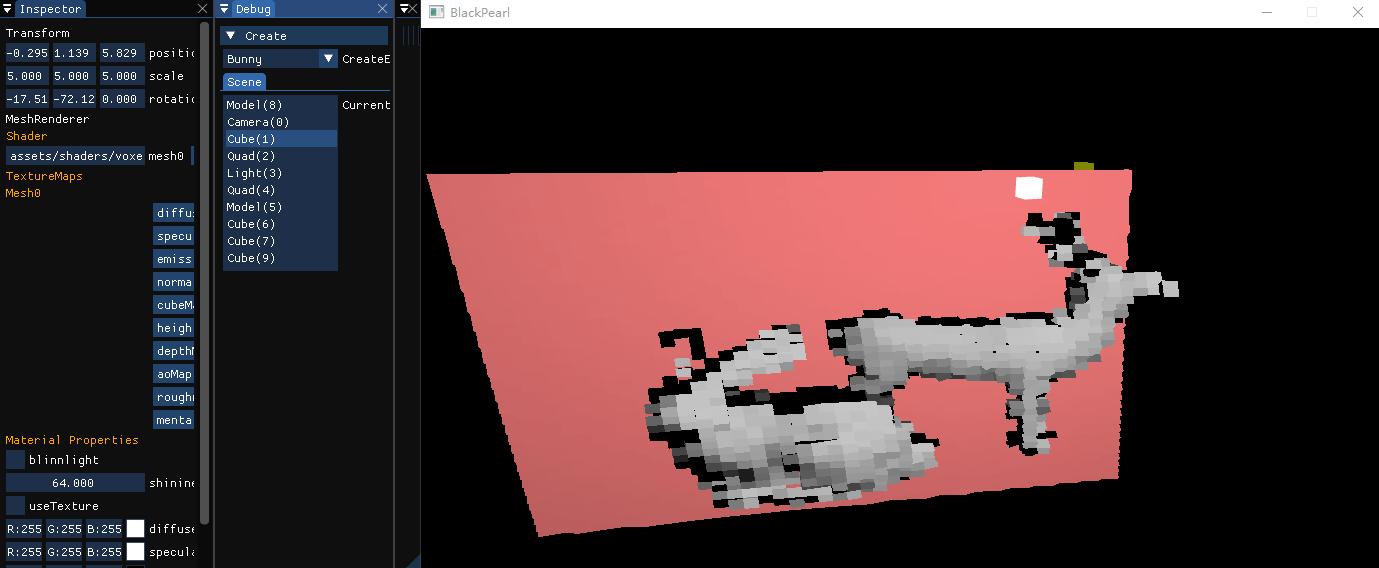 Inspector
Transform
-0.295 1.139 5.829 positic
5.000 5.000 5.000 scale
-17.51 -72.12 0.000 rotatic
MeshRenderer
Shader
assets/shaders/voxe mesh0
TextureMaps
Mesh0
diffus
specu
emiss
norma
cubeMa
heigh
depthM
aoMap
roughn
menta
Material Properties
blinnlight
64.000 shinine
useTexture
R:255 G:255 B:255 diffuse
R:255 G:255 B:255 specula
Debug
Create
Bunny CreateE
Scene
Model(8) Current
Camera(0)
Cube(1)
Quad(2)
Light(3)
Quad(4)
Model(5)
Cube(6)
Cube(7)
Cube(9)
BlackPearl